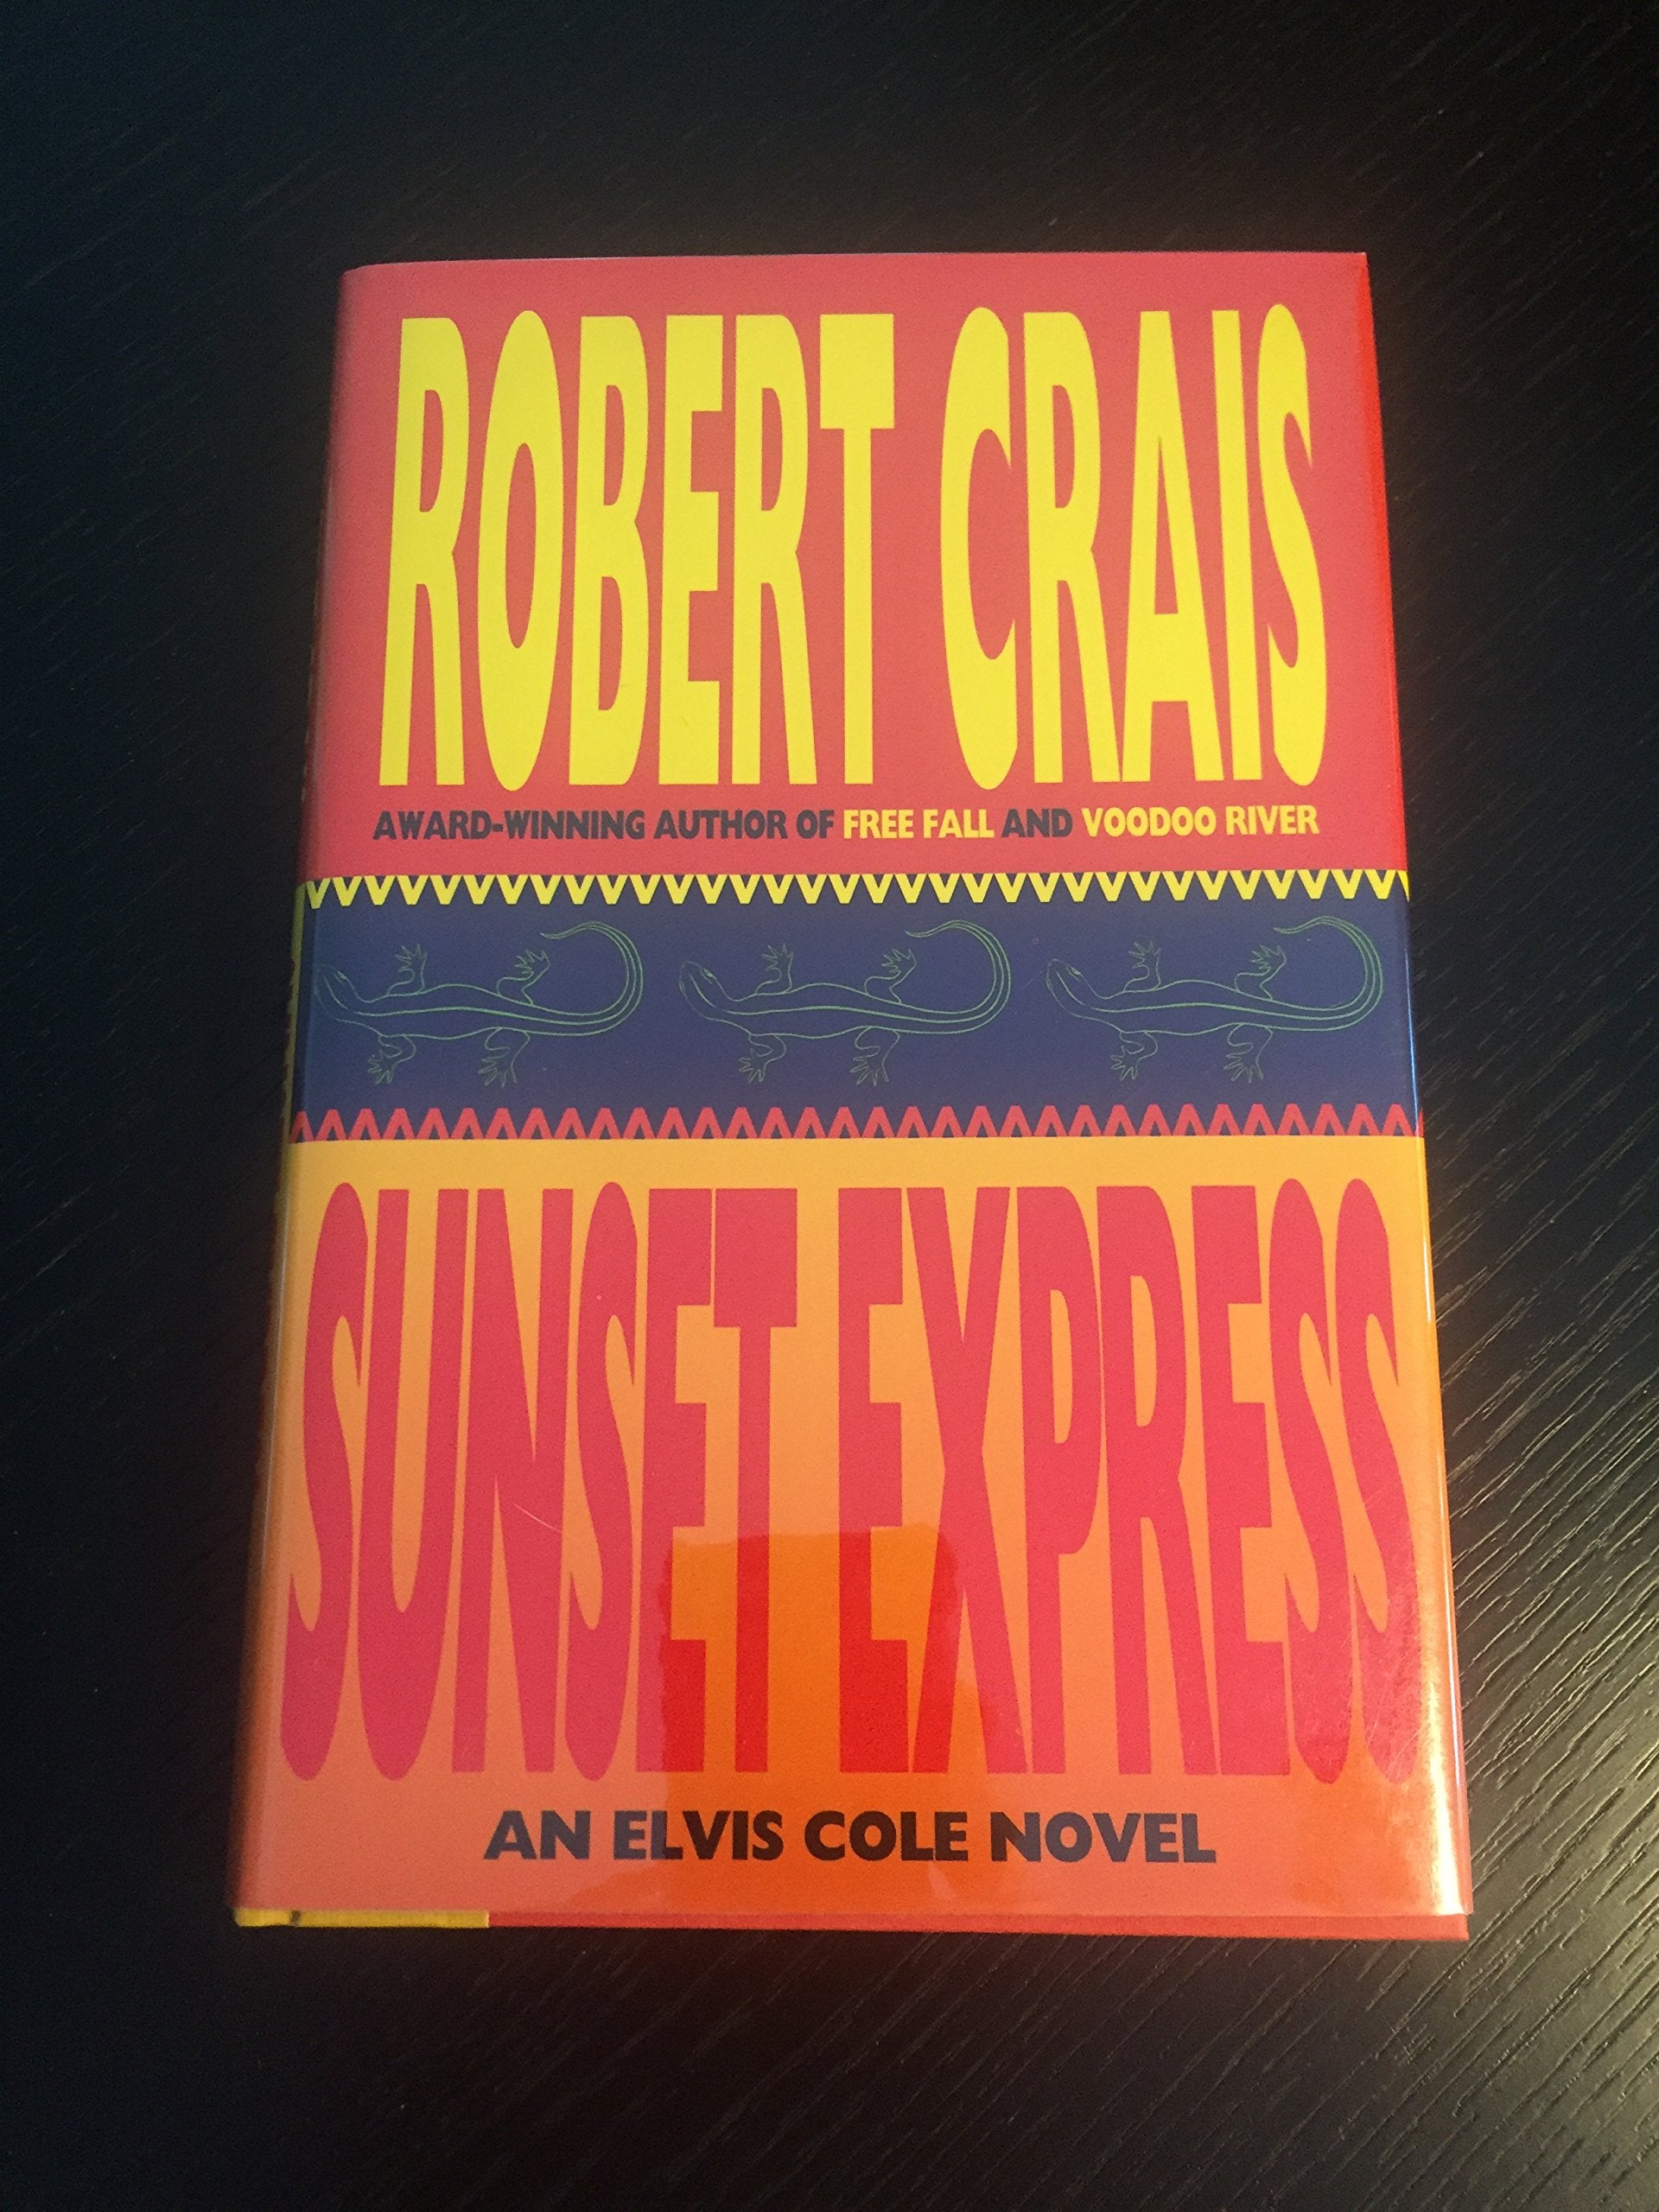 ROBERT CRAIS
AWARD-WINNING AUTHOR OF FREE FALL AND VOODOO RIVER
SUNSET EXPRESS
AN ELVIS COLE NOVEL